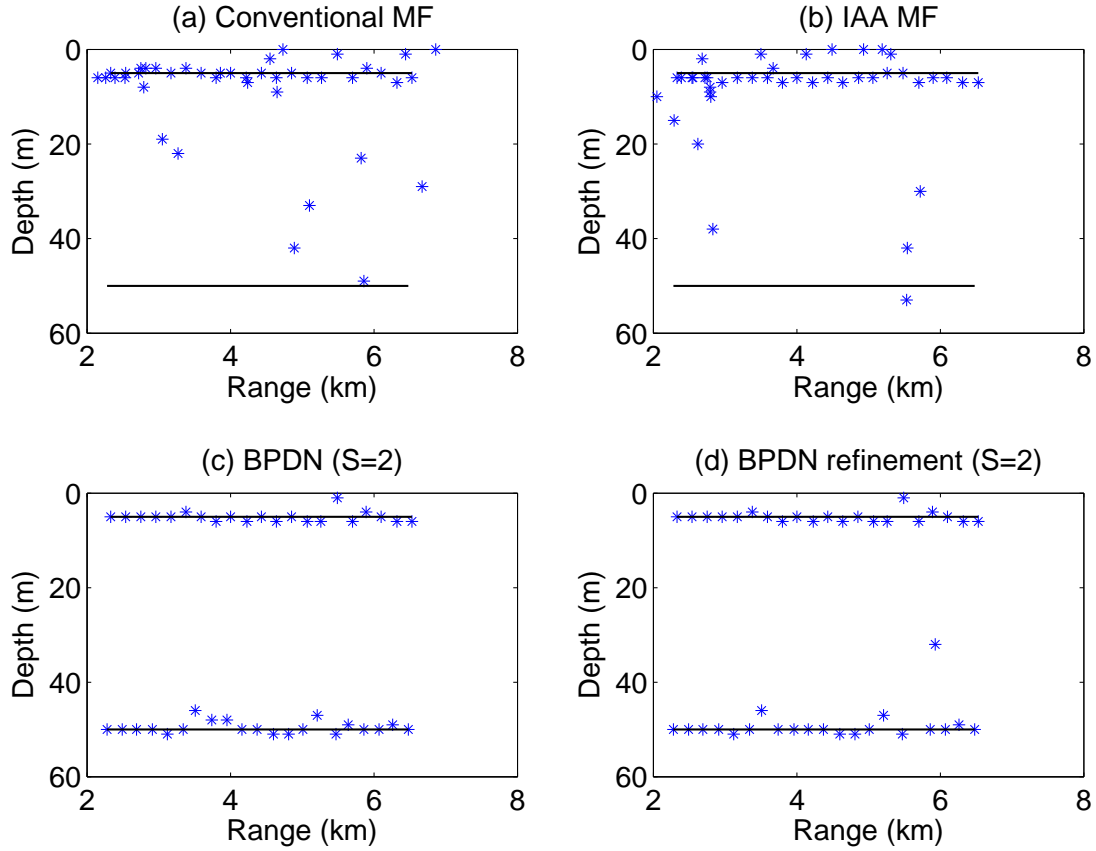 (a) Conventional MF
0
20
40
60
2
4
6
8
Depth (m)
Range (km)
(b) IAA MF
0
20
40
60
2
4
6
8
Depth (m)
Range (km)
(c) BPDN (S=2)
0
20
40
60
2
4
6
8
Depth (m)
Range (km)
(d) BPDN refinement (S=2)
0
20
40
60
2
4
6
8
Depth (m)
Range (km)